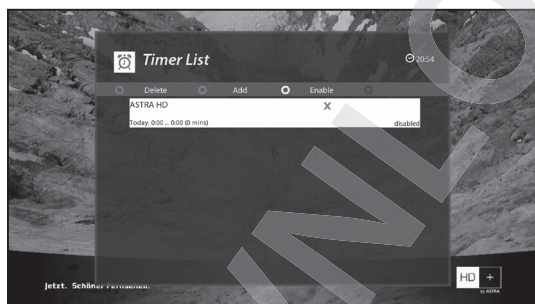 Timer List
20:54
Delete Add Enable
ASTRA HD
X
Today, 0:00 ... 0:00 (0 mins) disabled
Jetzt. Schöner Fernsehen.
HD +
by ASTRA